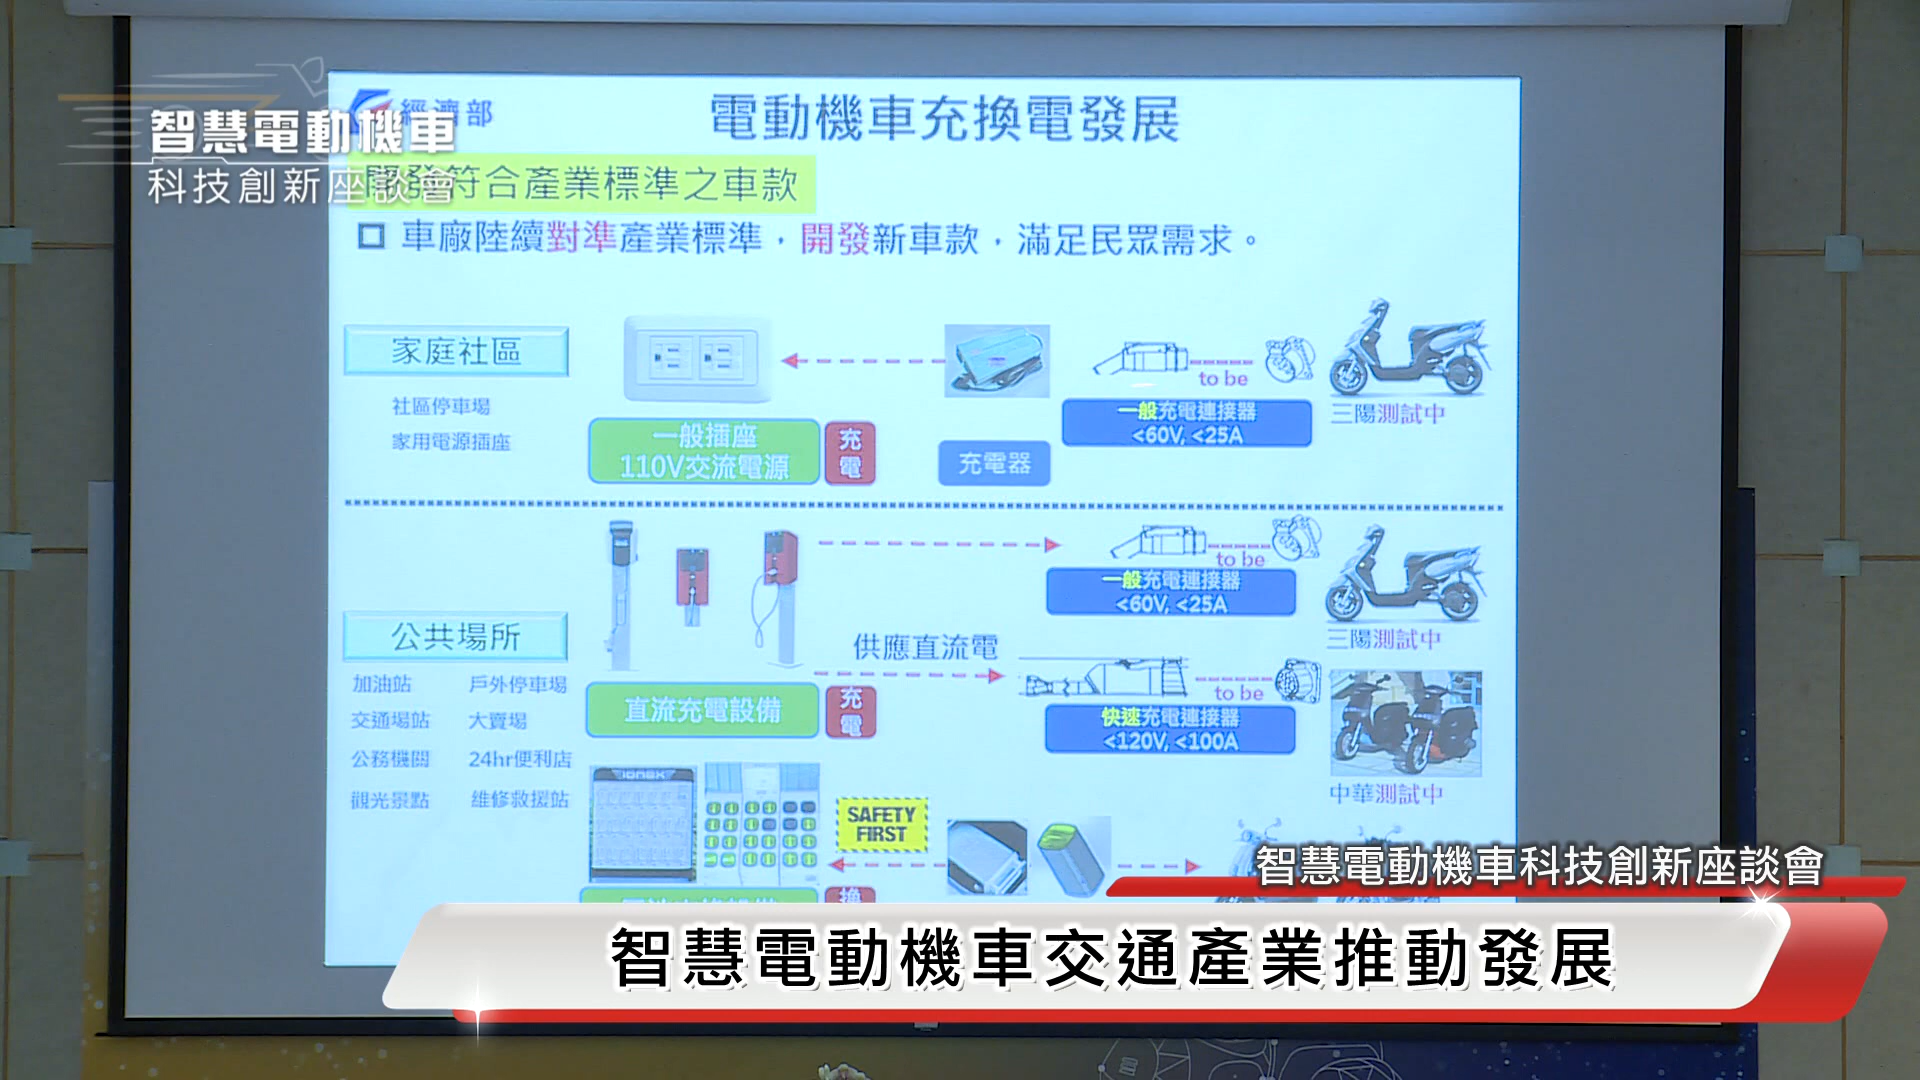 智慧電動機車
科技創新座談會
經濟部
電動機車充換電發展
開發符合產業標準之車款
車廠陸續對準產業標準，開發新車款，滿足民眾需求。
家庭社區
社區停車場
家用電源插座
一般插座
110V交流電源
充電
充電器
to be
一般充電連接器
<60V, <25A
三陽測試中
公共場所
加油站 戶外停車場
交通場站 大賣場
公務機關 24hr便利店
觀光景點 維修救援站
直流充電設備
充電
供應直流電
to be
一般充電連接器
<60V, <25A
三陽測試中
to be
快速充電連接器
<120V, <100A
中華測試中
ionex
SAFETY
FIRST
換
智慧電動機車科技創新座談會
智慧電動機車交通產業推動發展